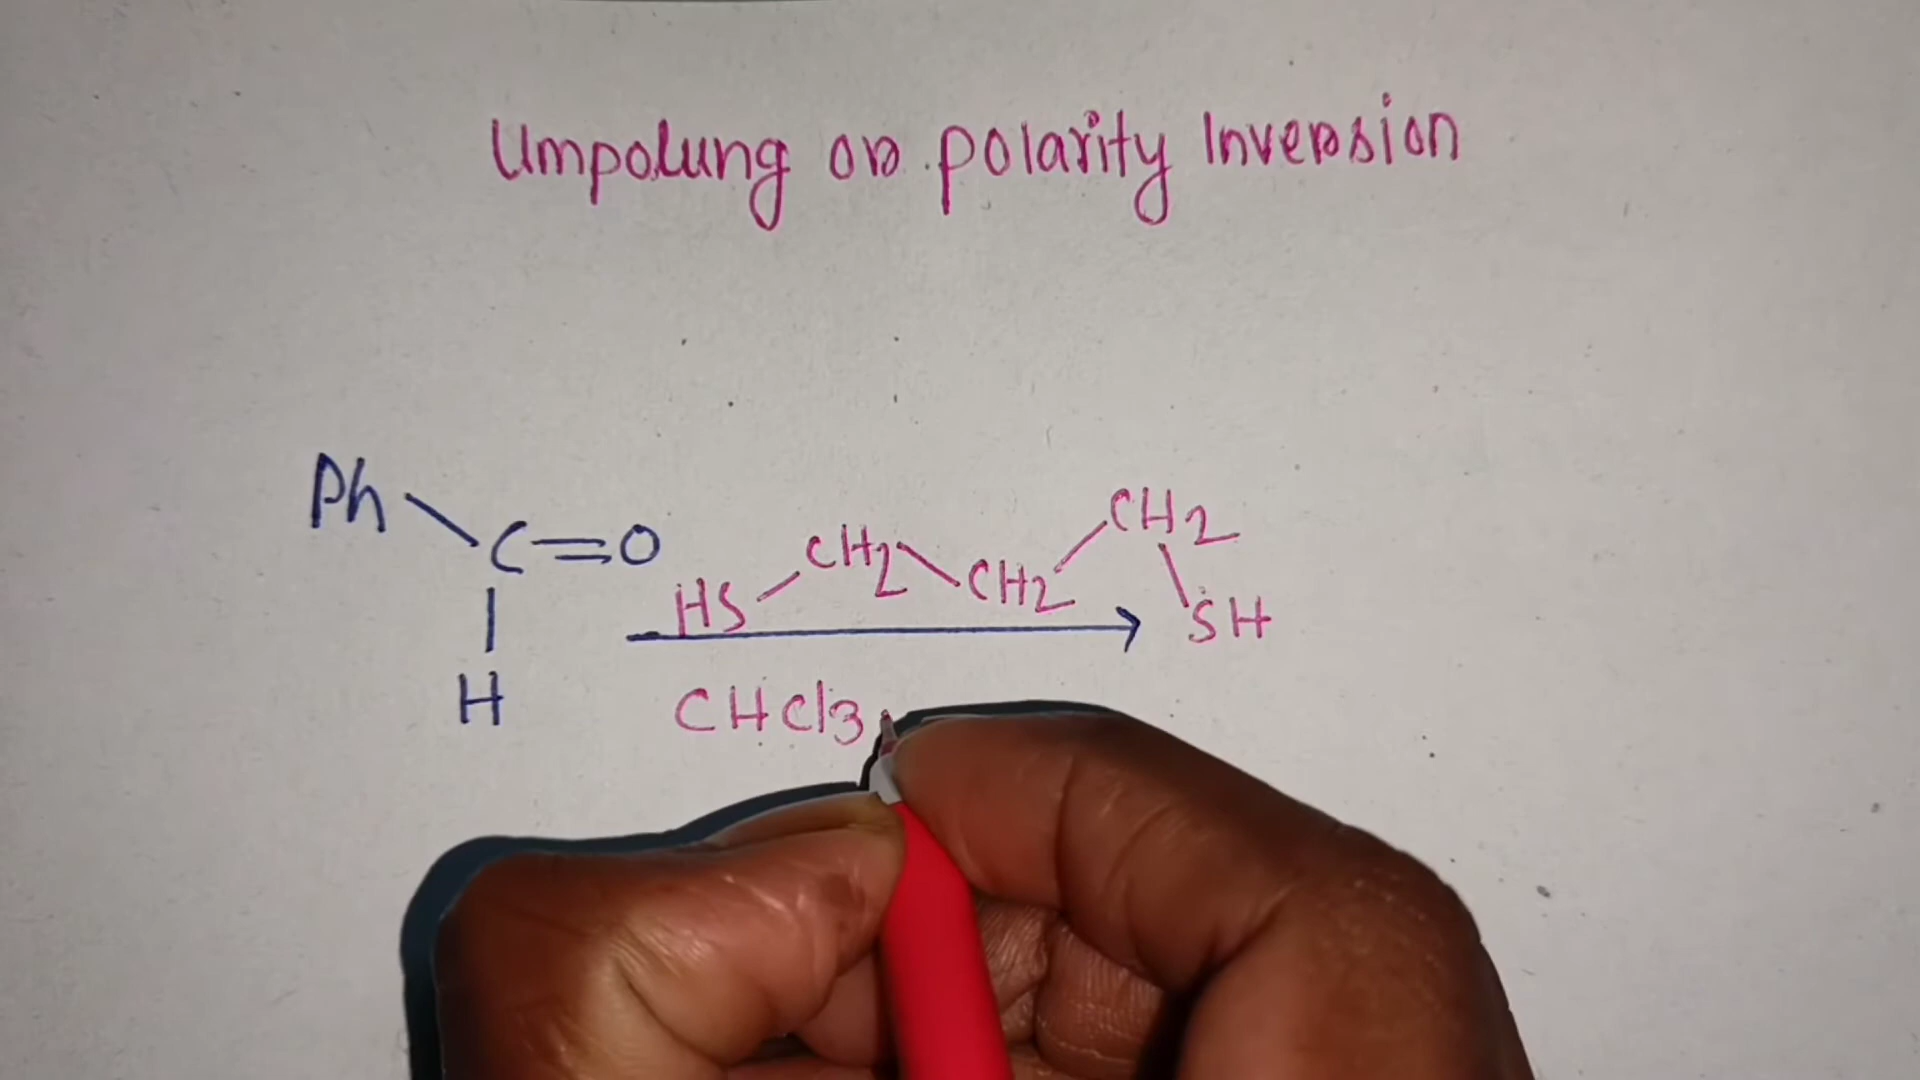 Umpolung or polarity Inversion
Ph
C=O
H
HS CH2 CH2 CH2 SH
CHCl3